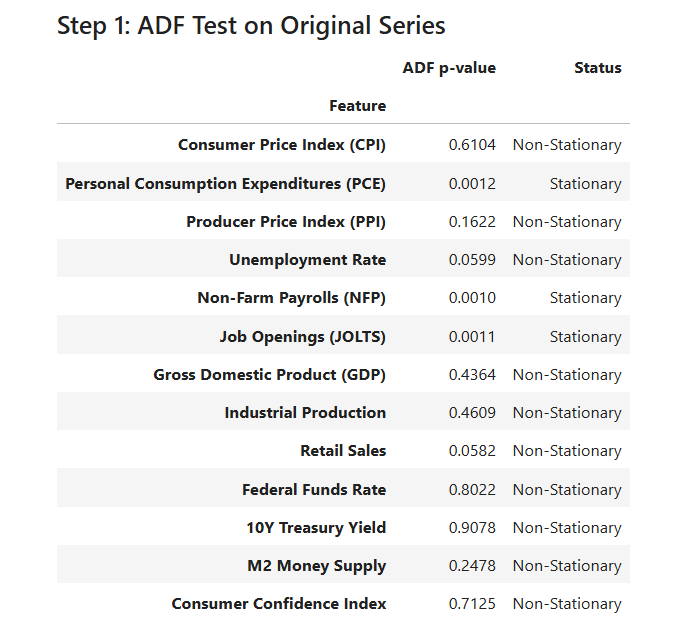 Step 1: ADF Test on Original Series
ADF p-value Status
Feature
Consumer Price Index (CPI) 0.6104 Non-Stationary
Personal Consumption Expenditures (PCE) 0.0012 Stationary
Producer Price Index (PPI) 0.1622 Non-Stationary
Unemployment Rate 0.0599 Non-Stationary
Non-Farm Payrolls (NFP) 0.0010 Stationary
Job Openings (JOLTS) 0.0011 Stationary
Gross Domestic Product (GDP) 0.4364 Non-Stationary
Industrial Production 0.4609 Non-Stationary
Retail Sales 0.0582 Non-Stationary
Federal Funds Rate 0.8022 Non-Stationary
10Y Treasury Yield 0.9078 Non-Stationary
M2 Money Supply 0.2478 Non-Stationary
Consumer Confidence Index 0.7125 Non-Stationary